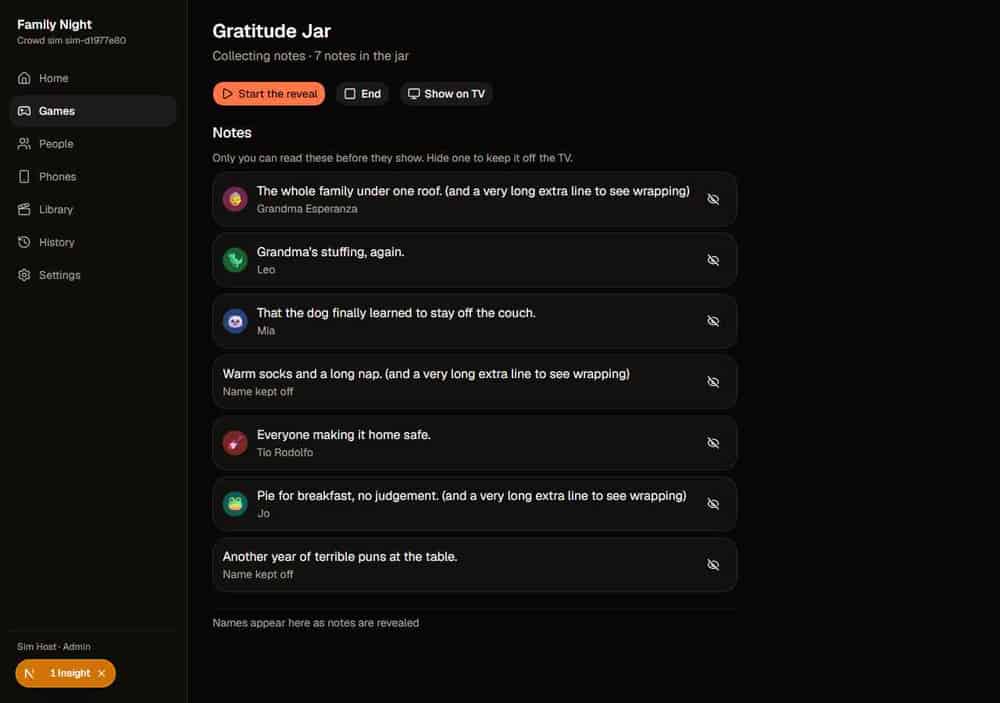 Family Night
Crowd sim sim-d1977e80
Home
Games
People
Phones
Library
History
Settings
Sim Host · Admin
1 Insight
Gratitude Jar
Collecting notes · 7 notes in the jar
Start the reveal
End
Show on TV
Notes
Only you can read these before they show. Hide one to keep it off the TV.
The whole family under one roof. (and a very long extra line to see wrapping)
Grandma Esperanza
Grandma's stuffing, again.
Leo
That the dog finally learned to stay off the couch.
Mia
Warm socks and a long nap. (and a very long extra line to see wrapping)
Name kept off
Everyone making it home safe.
Tio Rodolfo
Pie for breakfast, no judgement. (and a very long extra line to see wrapping)
Jo
Another year of terrible puns at the table.
Name kept off
Names appear here as notes are revealed